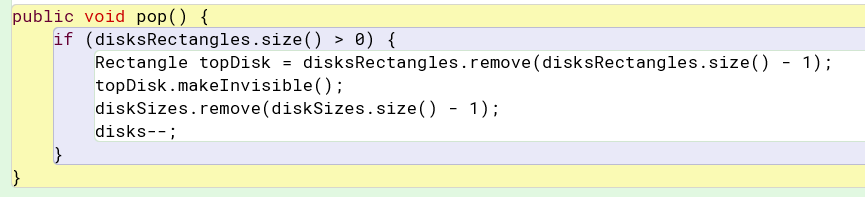 public void pop() {
    if (disksRectangles.size() > 0) {
        Rectangle topDisk = disksRectangles.remove(disksRectangles.size() - 1);
        topDisk.makeInvisible();
        diskSizes.remove(diskSizes.size() - 1);
        disks--;
    }
}